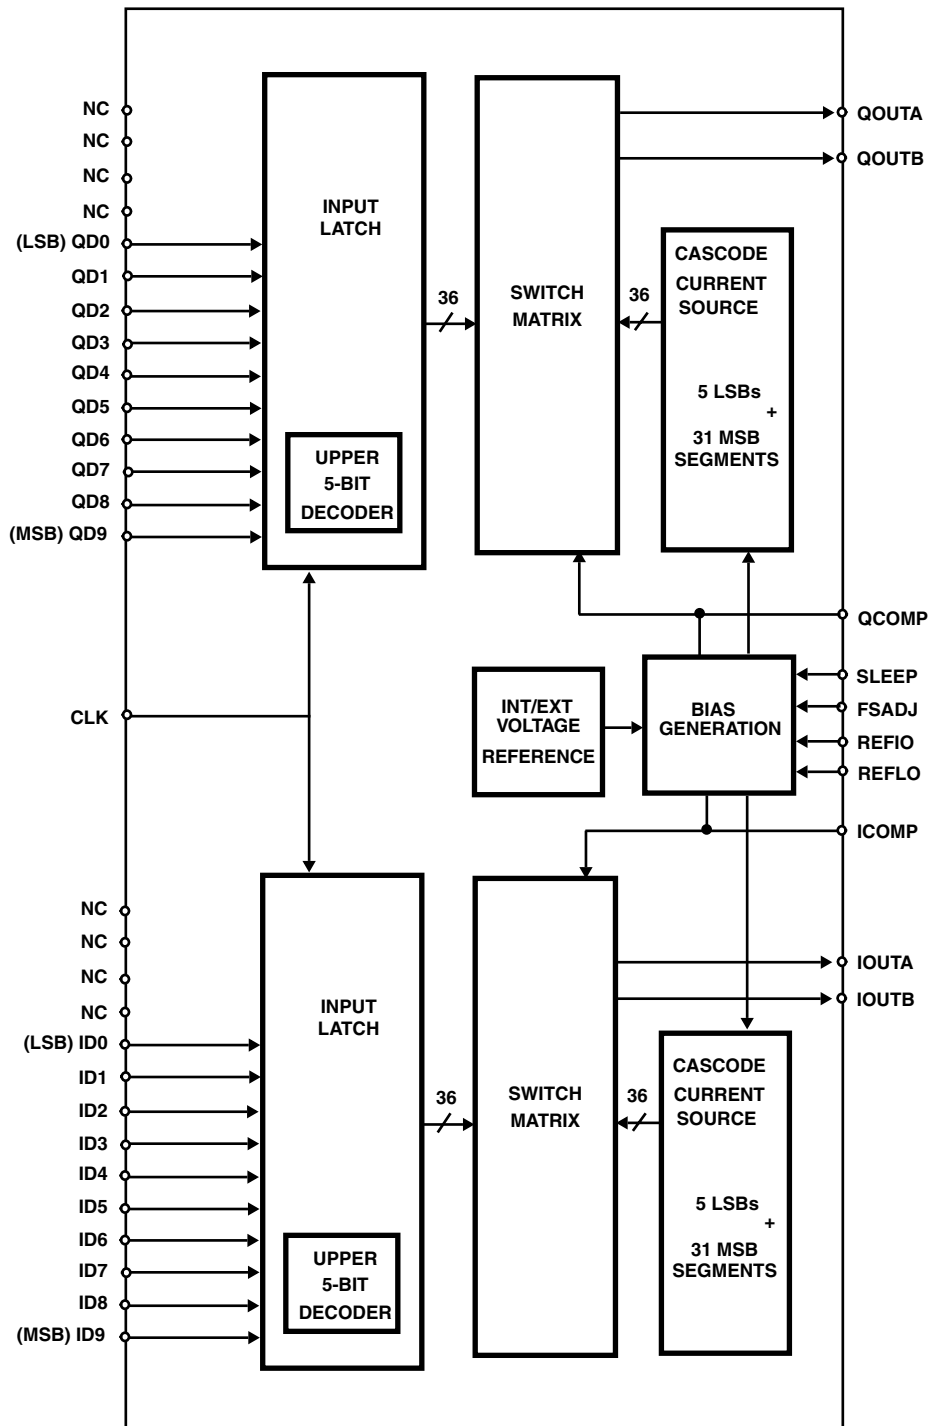 NC
NC
NC
NC
(LSB) QD0
QD1
QD2
QD3
QD4
QD5
QD6
QD7
QD8
(MSB) QD9
CLK
INPUT
LATCH
UPPER
5-BIT
DECODER
36
SWITCH
MATRIX
36
CASCODE
CURRENT
SOURCE
5 LSBs
+
31 MSB
SEGMENTS
QOUTA
QOUTB
QCOMP
INT/EXT
VOLTAGE
REFERENCE
BIAS
GENERATION
SLEEP
FSADJ
REFIO
REFLO
ICOMP
NC
NC
NC
NC
(LSB) ID0
ID1
ID2
ID3
ID4
ID5
ID6
ID7
ID8
(MSB) ID9
INPUT
LATCH
UPPER
5-BIT
DECODER
36
SWITCH
MATRIX
36
CASCODE
CURRENT
SOURCE
5 LSBs
+
31 MSB
SEGMENTS
IOUTA
IOUTB